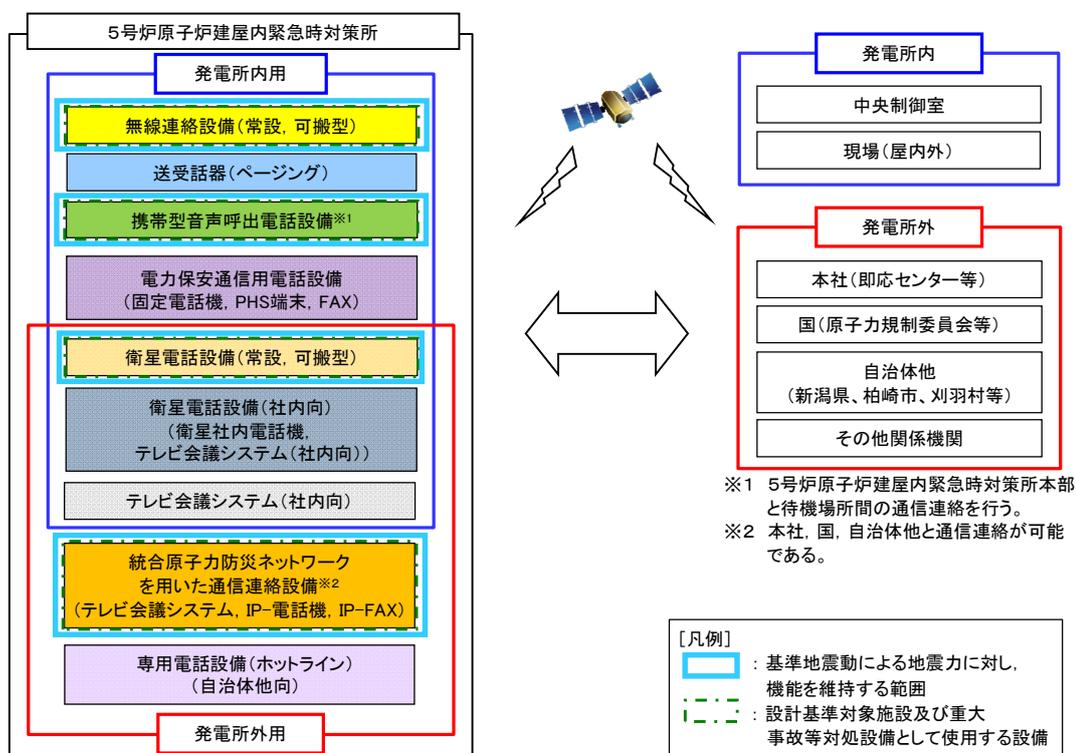 5号炉原子炉建屋内緊急時対策所
発電所内用
無線連絡設備(常設，可搬型)
送受話器(ページング)
携帯型音声呼出電話設備※1
電力保安通信用電話設備
(固定電話機，PHS端末，FAX)
衛星電話設備(常設，可搬型)
衛星電話設備(社内向)
(衛星社内電話機，
テレビ会議システム(社内向))
テレビ会議システム(社内向)
統合原子力防災ネットワーク
を用いた通信連絡設備※2
(テレビ会議システム，IP-電話機，IP-FAX)
専用電話設備(ホットライン)
(自治体他向)
発電所外用
発電所内
中央制御室
現場(屋内外)
発電所外
本社(即応センター等)
国(原子力規制委員会等)
自治体他
(新潟県、柏崎市、刈羽村等)
その他関係機関
※1 5号炉原子炉建屋内緊急時対策所本部
と待機場所間の通信連絡を行う。
※2 本社，国，自治体他と通信連絡が可能
である。
[凡例]
：基準地震動による地震力に対し，
機能を維持する範囲
：設計基準対象施設及び重大
事故等対処設備として使用する設備